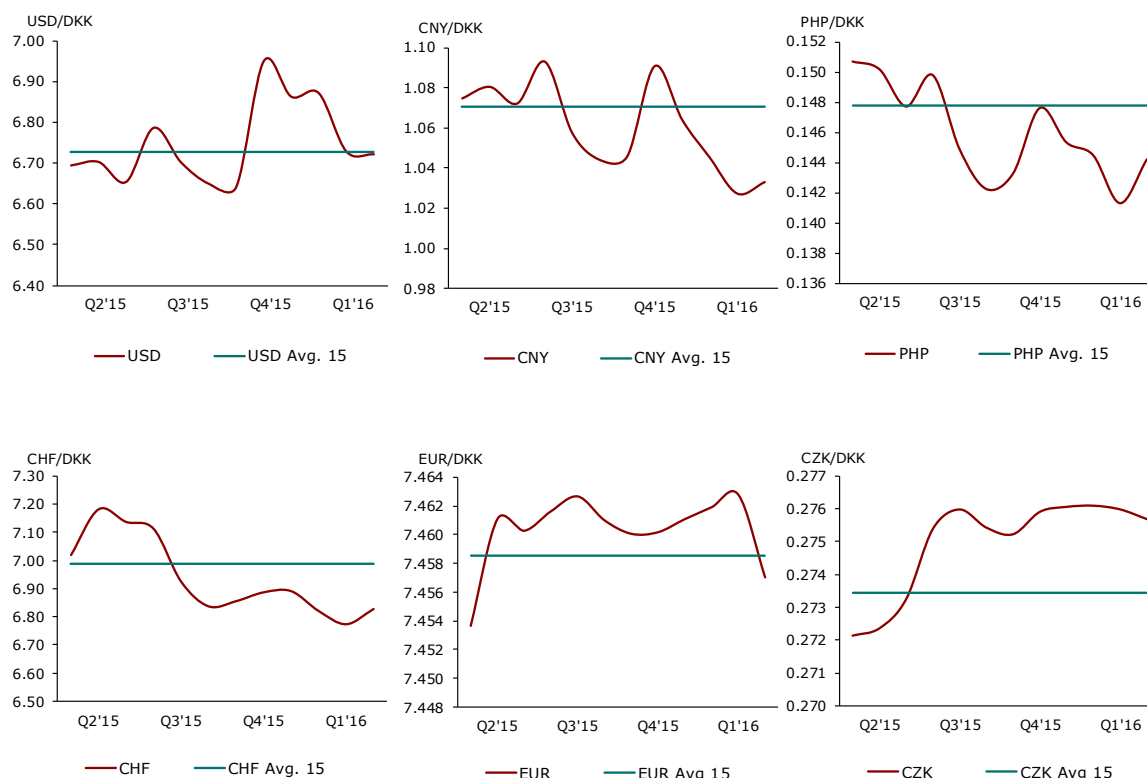 USD/DKK
7.00
6.90
6.80
6.70
6.60
6.50
6.40
Q2'15 Q3'15 Q4'15 Q1'16
USD USD Avg. 15
CNY/DKK
1.10
1.08
1.06
1.04
1.02
1.00
0.98
Q2'15 Q3'15 Q4'15 Q1'16
CNY CNY Avg. 15
PHP/DKK
0.152
0.150
0.148
0.146
0.144
0.142
0.140
0.138
0.136
Q2'15 Q3'15 Q4'15 Q1'16
PHP PHP Avg. 15
CHF/DKK
7.30
7.20
7.10
7.00
6.90
6.80
6.70
6.60
6.50
Q2'15 Q3'15 Q4'15 Q1'16
CHF CHF Avg. 15
EUR/DKK
7.464
7.462
7.460
7.458
7.456
7.454
7.452
7.450
7.448
Q2'15 Q3'15 Q4'15 Q1'16
EUR EUR Avg 15
CZK/DKK
0.277
0.276
0.275
0.274
0.273
0.272
0.271
0.270
Q2'15 Q3'15 Q4'15 Q1'16
CZK CZK Avg 15